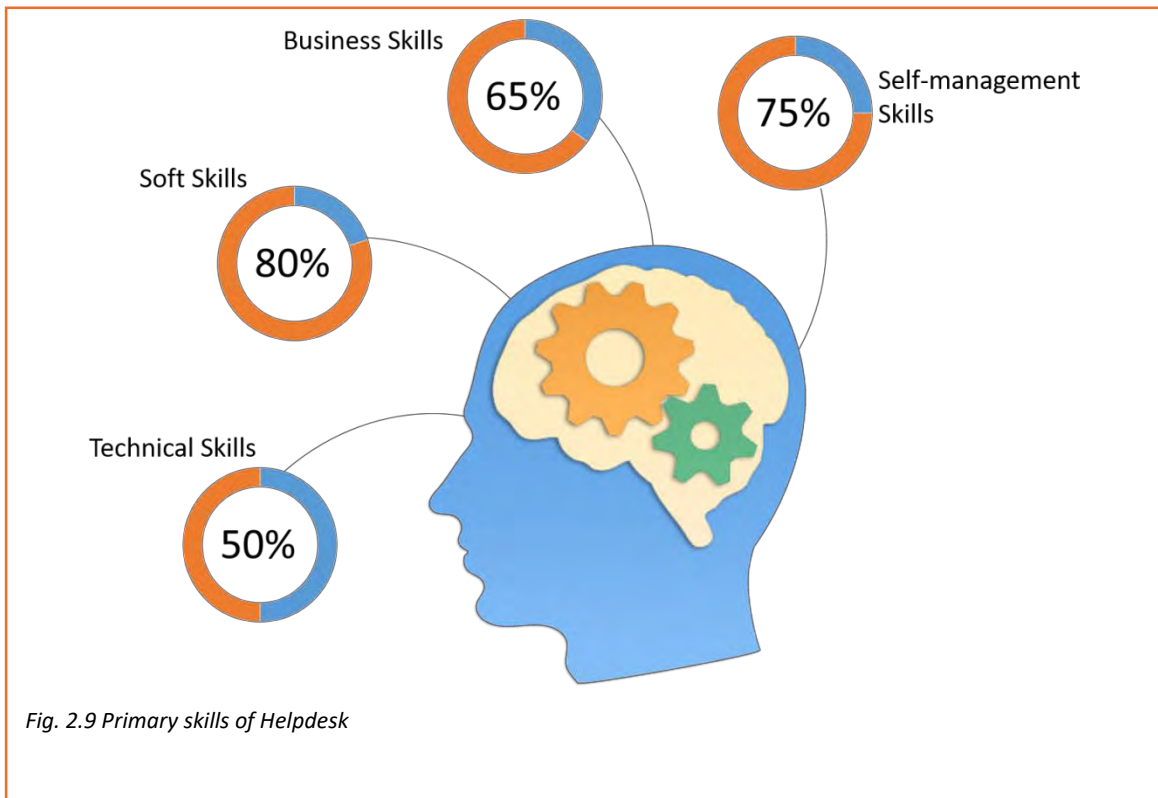 Business Skills
65%
Self-management
Skills
75%
Soft Skills
80%
Technical Skills
50%
Fig. 2.9 Primary skills of Helpdesk